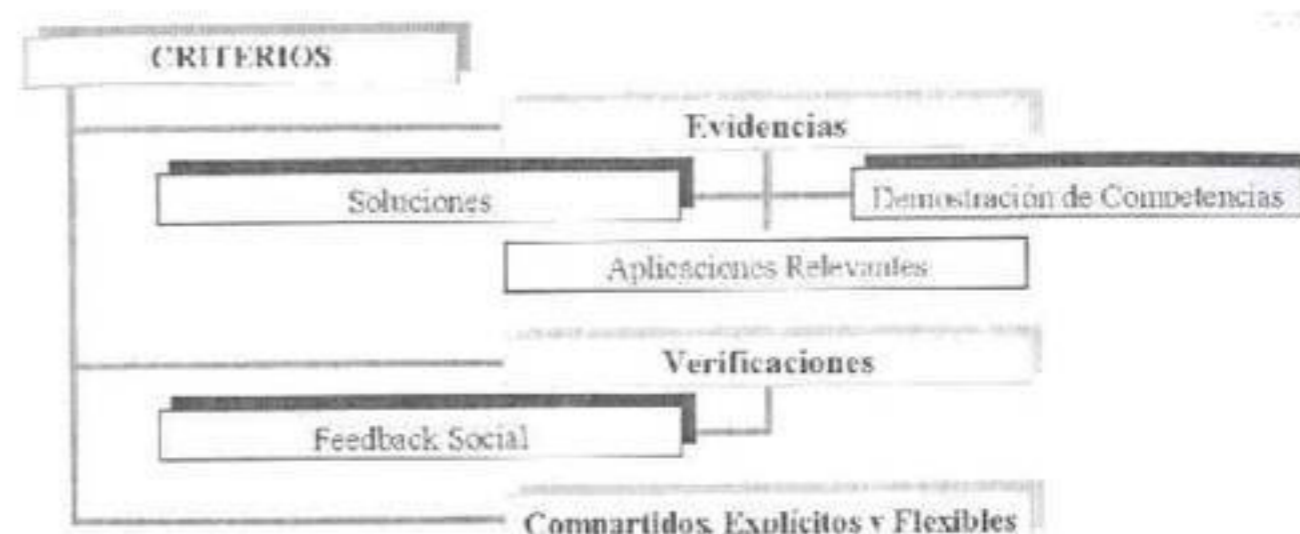 CRITERIOS
Evidencias
Soluciones
Demostración de Competencias
Aplicaciones Relevantes
Verificaciones
Feedback Social
Compartidos, Explícitos y Flexibles